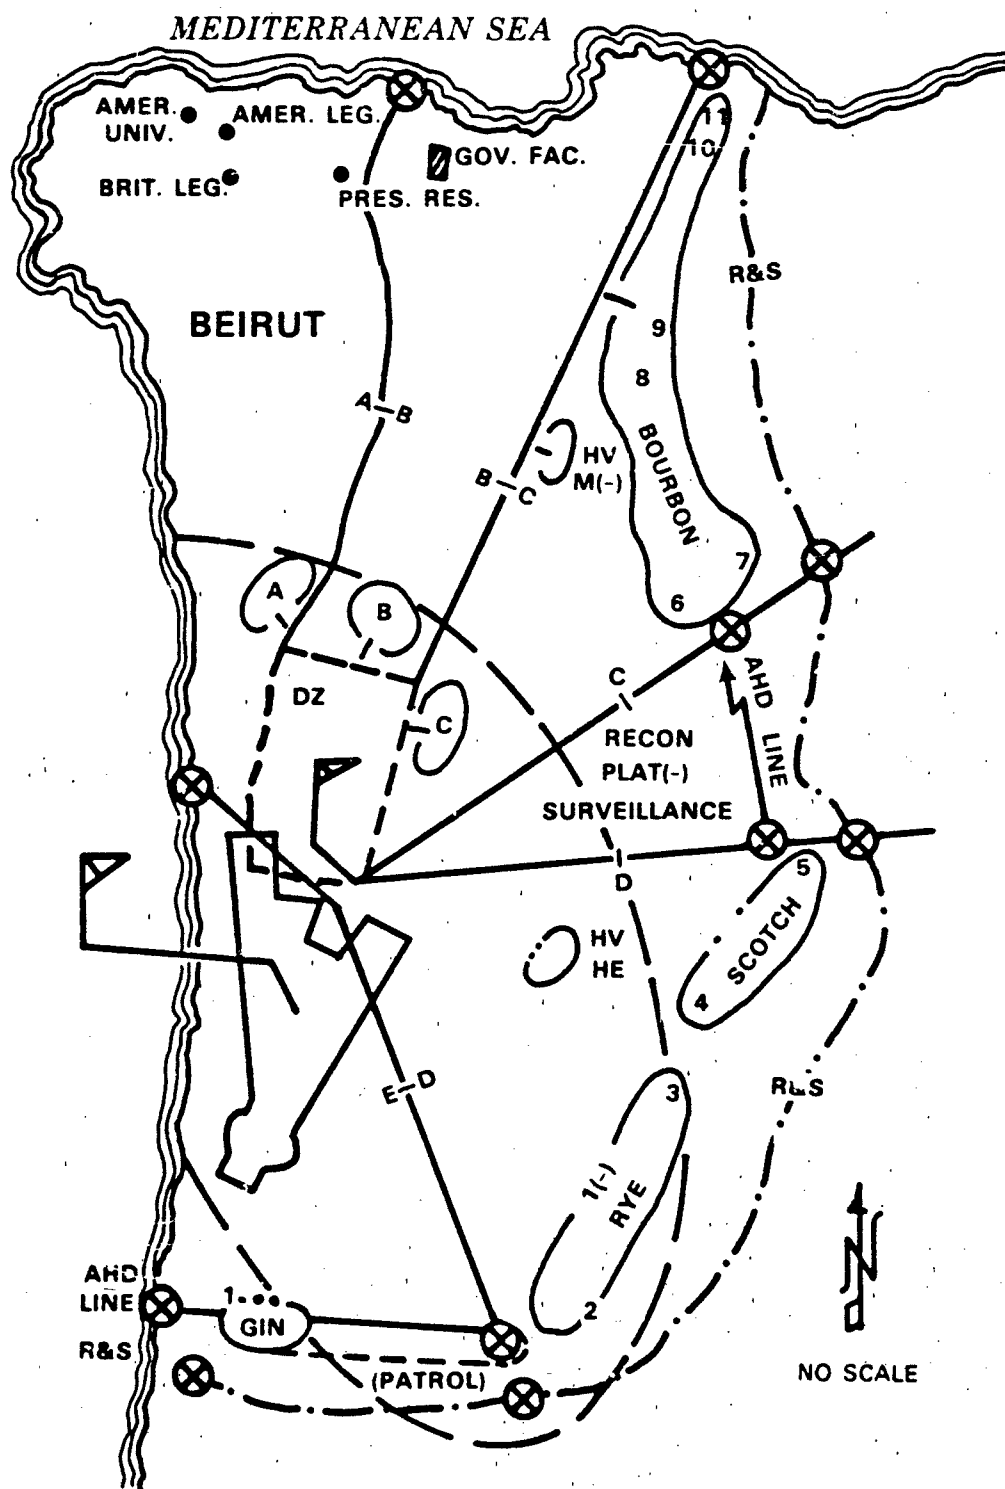 MEDITERRANEAN SEA
AMER.
UNIV.
AMER. LEG.
BRIT. LEG.
PRES. RES.
GOV. FAC.
11
10
R&S
BEIRUT
9
8
A-B
BOURBON
HV
M(-)
B-C
7
6
A
B
C
DZ
C
AHD LINE
RECON
PLAT(-)
SURVEILLANCE
D
5
SCOTCH
4
HV
HE
E-D
3
R&S
1(-)
RYE
2
AHD
LINE
1
GIN
R&S
(PATROL)
NO SCALE